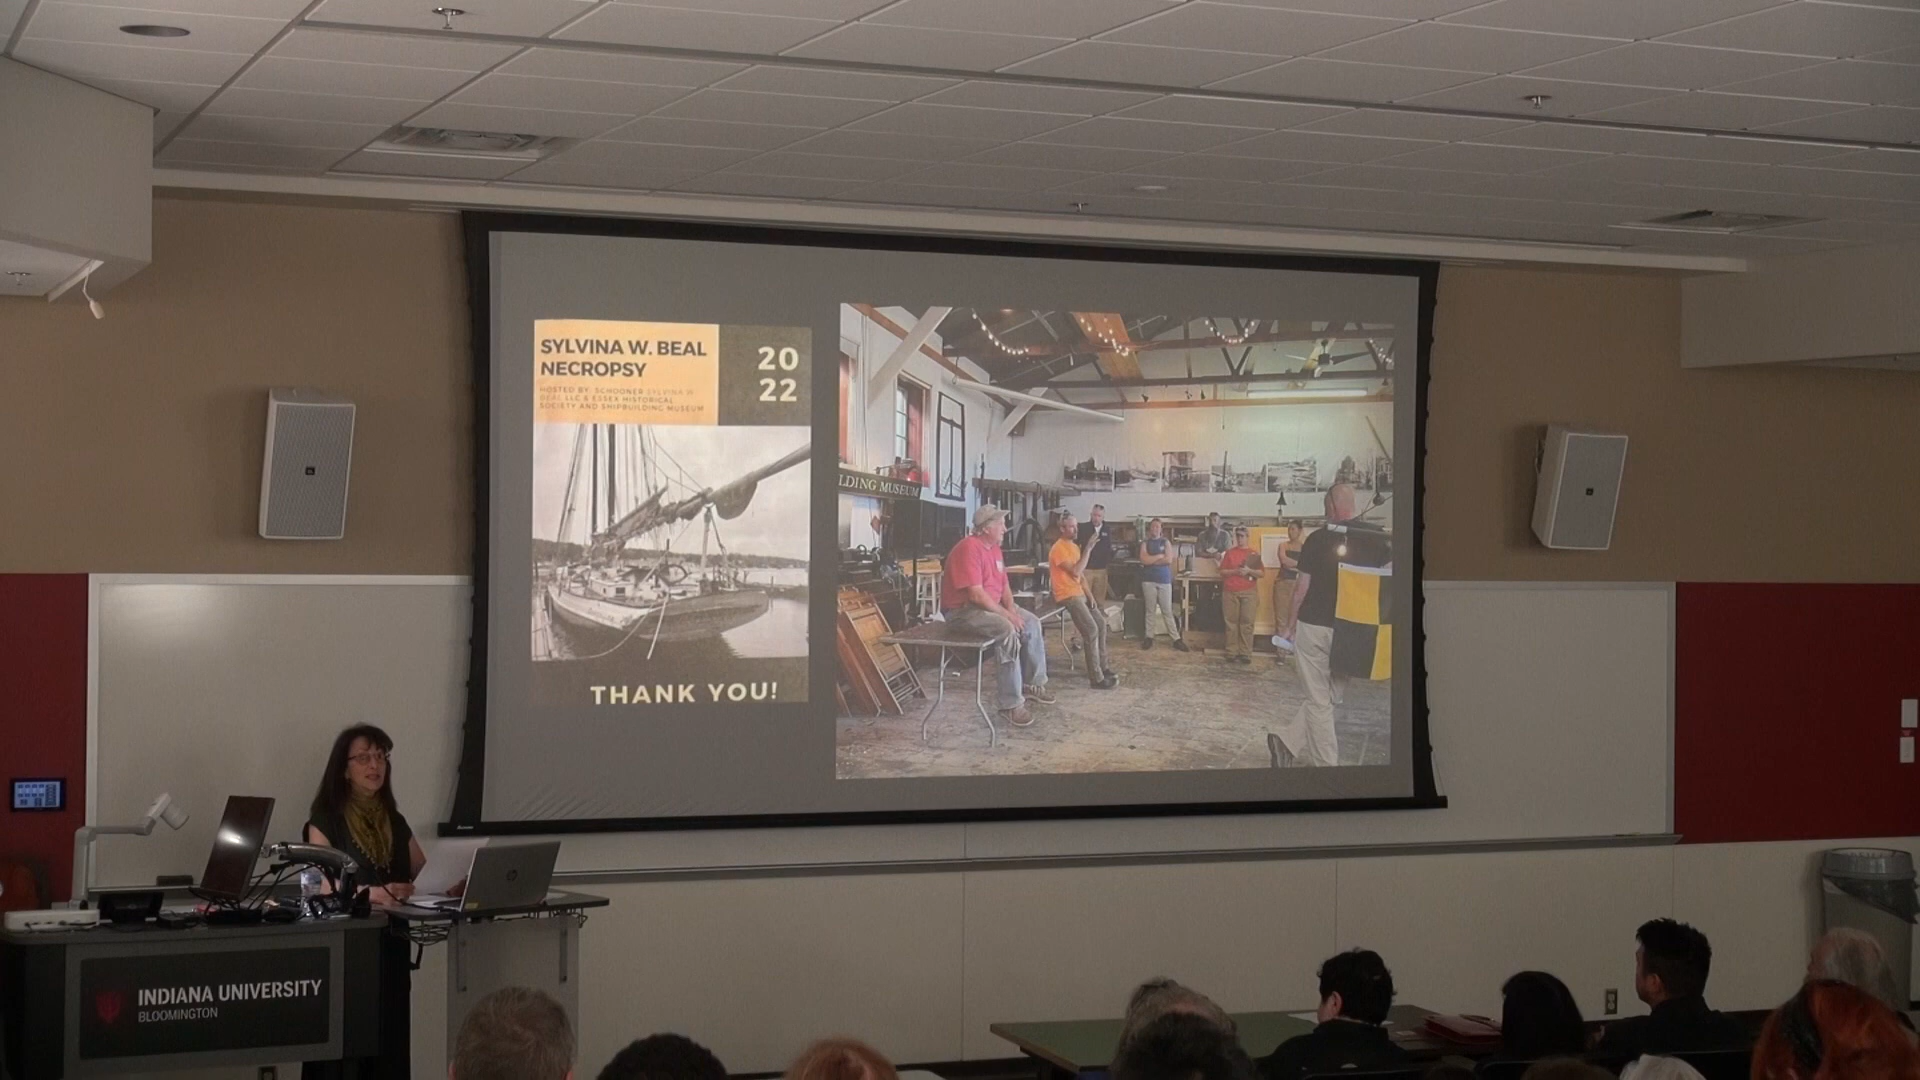 SYLVINA W. BEAL
NECROPSY
20
22
HOSTED BY: SCHOONER SYLVINA W.
BEAL LLC & ESSEX HISTORICAL
SOCIETY AND SHIPBUILDING MUSEUM
LDING MUSEUM
THANK YOU!
hp
INDIANA UNIVERSITY
BLOOMINGTON